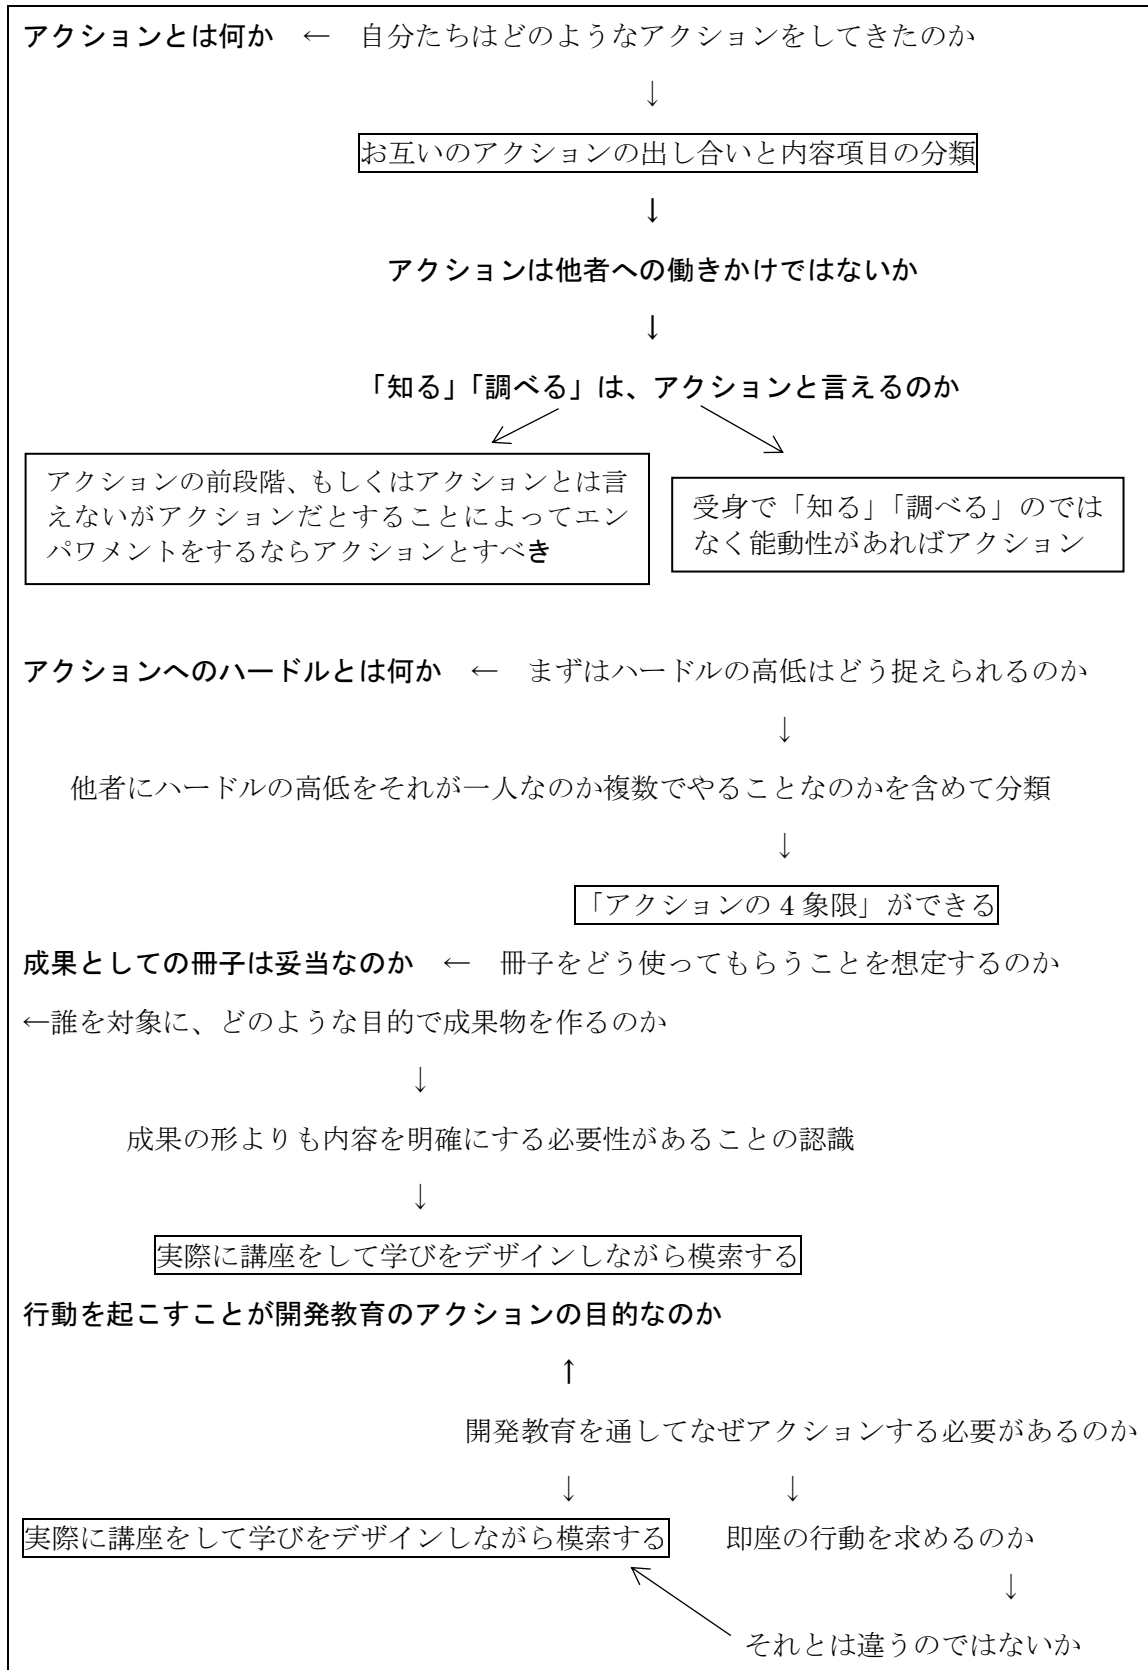 アクションとは何か ← 自分たちはどのようなアクションをしてきたのか
↓
お互いのアクションの出し合いと内容項目の分類
↓
アクションは他者への働きかけではないか
↓
「知る」「調べる」は、アクションと言えるのか
アクションの前段階、もしくはアクションとは言
えないがアクションだとすることによってエン
パワメントをするならアクションとすべき
受身で「知る」「調べる」のでは
なく能動性があればアクション
アクションへのハードルとは何か ← まずはハードルの高低はどう捉えられるのか
↓
他者にハードルの高低をそれが一人なのか複数でやることなのかを含めて分類
↓
「アクションの 4 象限」ができる
成果としての冊子は妥当なのか ← 冊子をどう使ってもらうことを想定するのか
←誰を対象に、どのような目的で成果物を作るのか
↓
成果の形よりも内容を明確にする必要性があることの認識
↓
実際に講座をして学びをデザインしながら模索する
行動を起こすことが開発教育のアクションの目的なのか
↑
開発教育を通してなぜアクションする必要があるのか
↓ ↓
実際に講座をして学びをデザインしながら模索する 即座の行動を求めるのか
↓
それとは違うのではないか